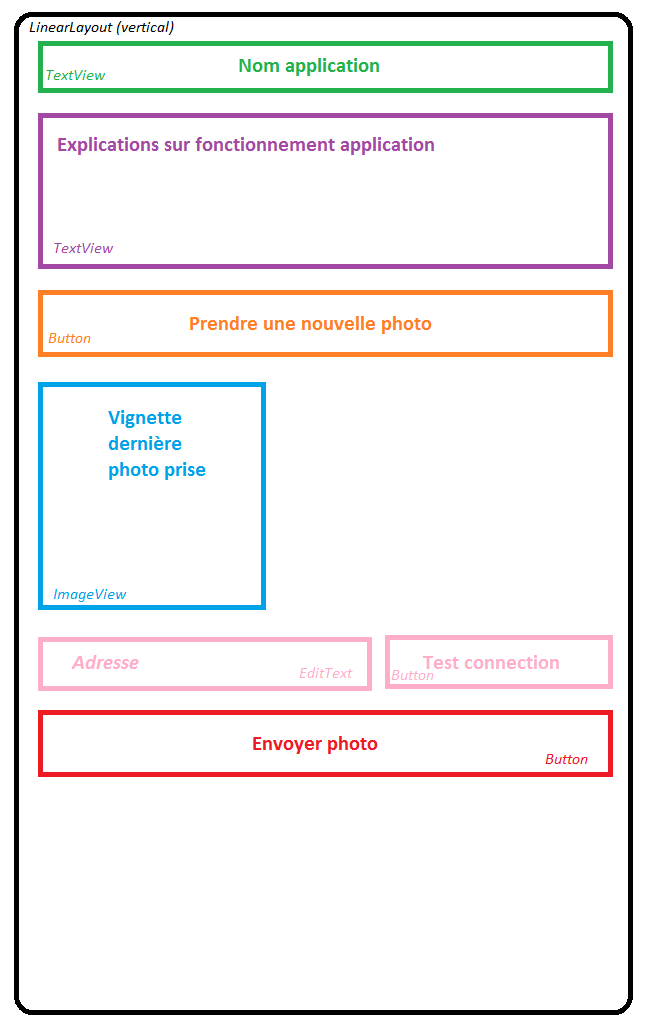 LinearLayout (vertical)
Nom application
TextView
Explications sur fonctionnement application
TextView
Prendre une nouvelle photo
Button
Vignette
dernière
photo prise
ImageView
Adresse
EditText
Test connection
Button
Envoyer photo
Button